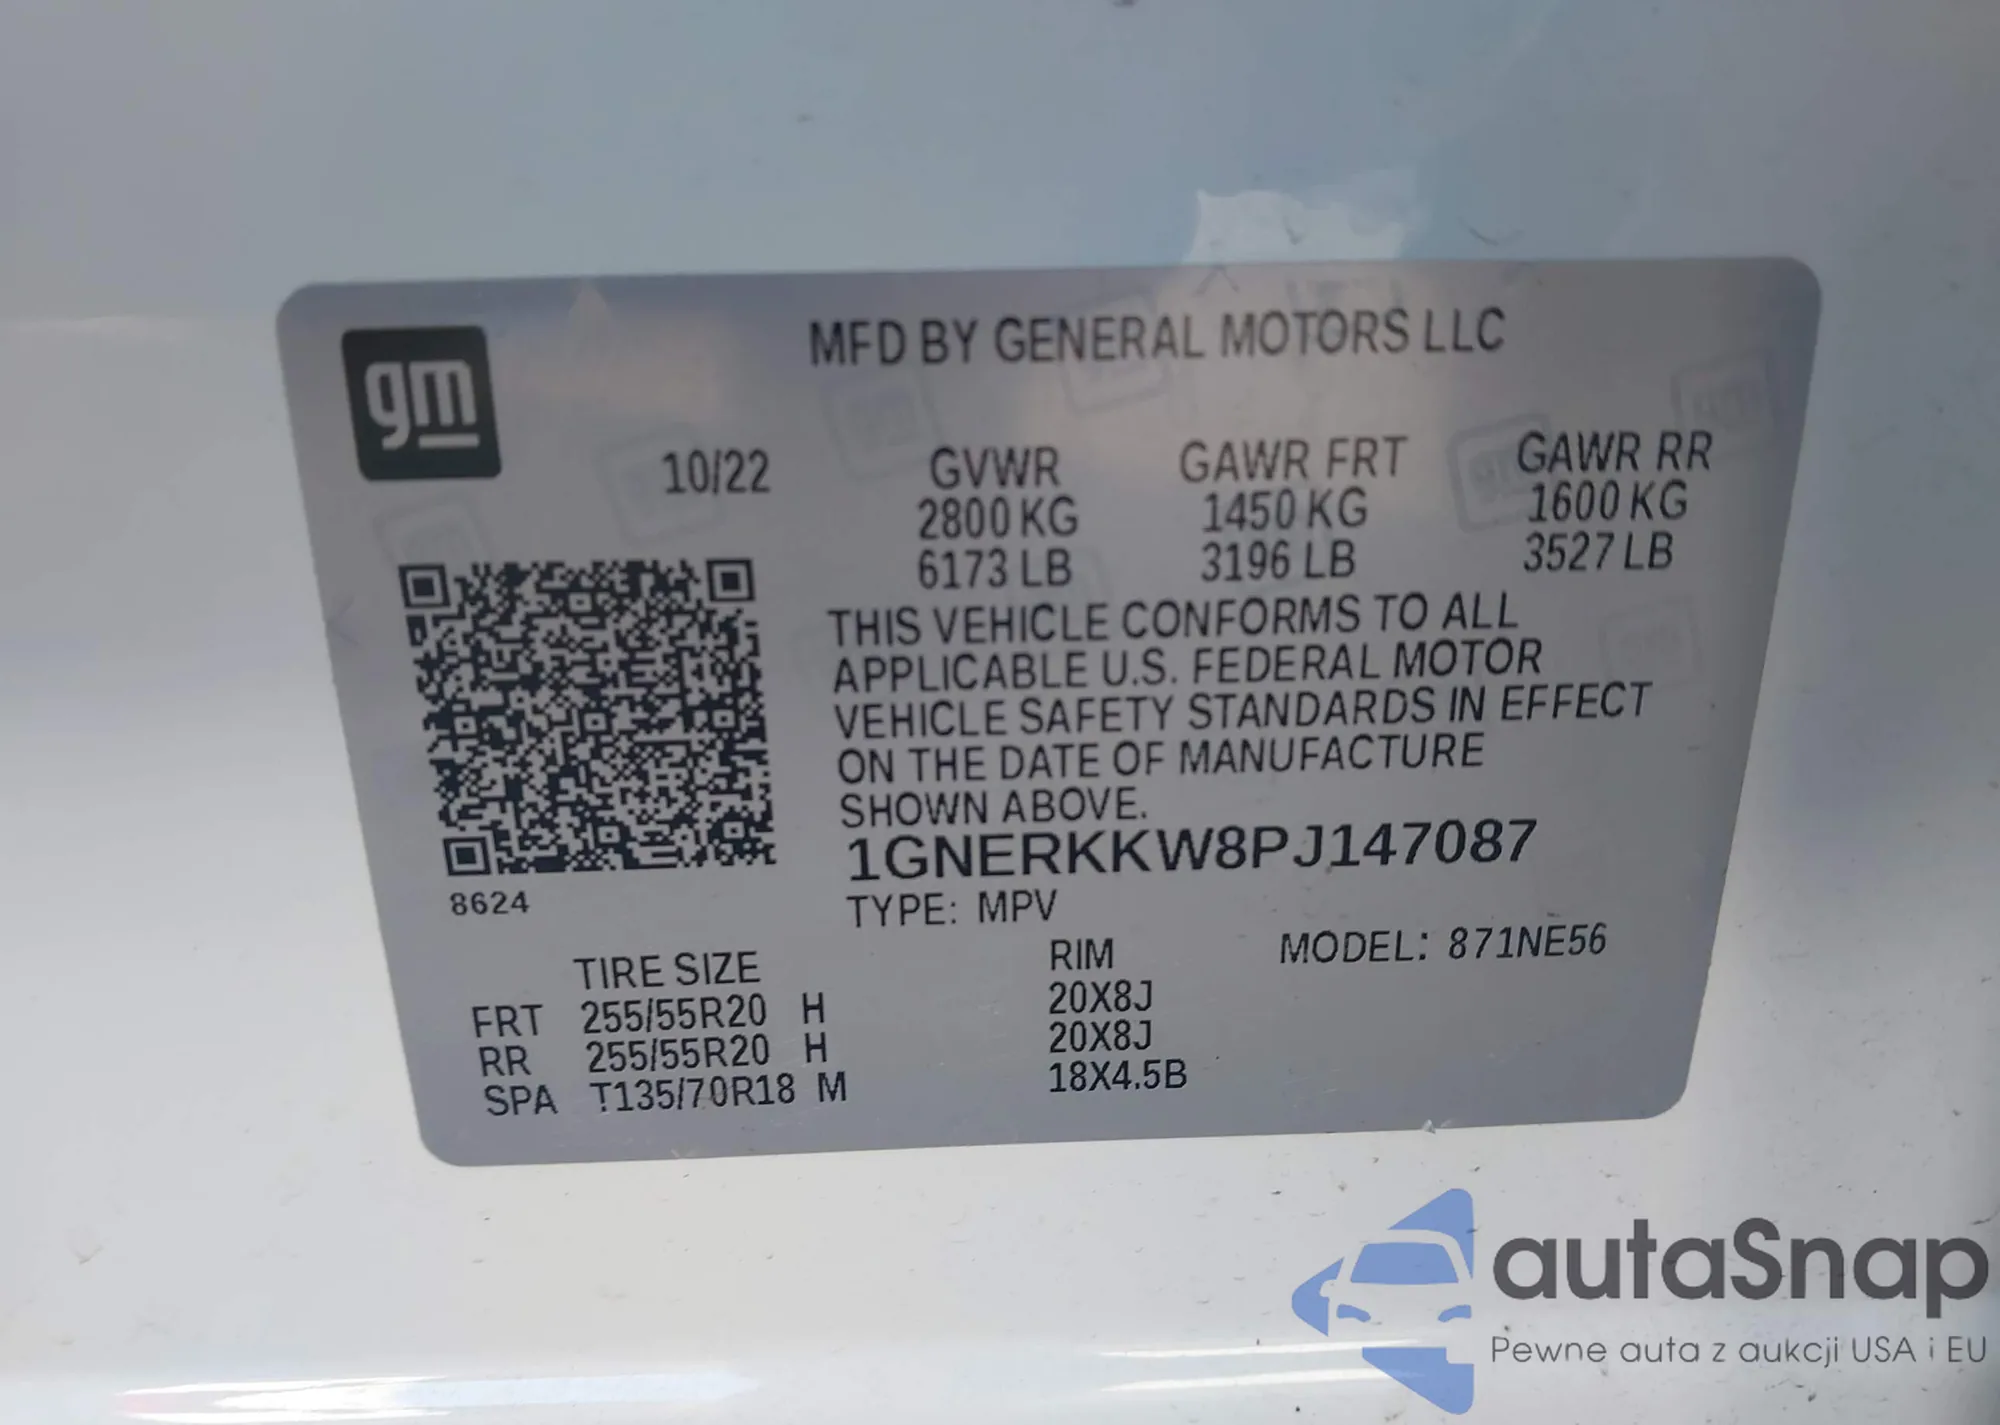 gm
MFD BY GENERAL MOTORS LLC
10/22 GVWR GAWR FRT GAWR RR
2800 KG 1450 KG 1600 KG
6173 LB 3196 LB 3527 LB
THIS VEHICLE CONFORMS TO ALL
APPLICABLE U.S. FEDERAL MOTOR
VEHICLE SAFETY STANDARDS IN EFFECT
ON THE DATE OF MANUFACTURE
SHOWN ABOVE.
1GNERKKW8PJ147087
8624
TYPE: MPV
TIRE SIZE RIM MODEL: 871NE56
FRT 255/55R20 H 20X8J
RR 255/55R20 H 20X8J
SPA T135/70R18 M 18X4.5B
autaSnap
Pewne auta z aukcji USA i EU